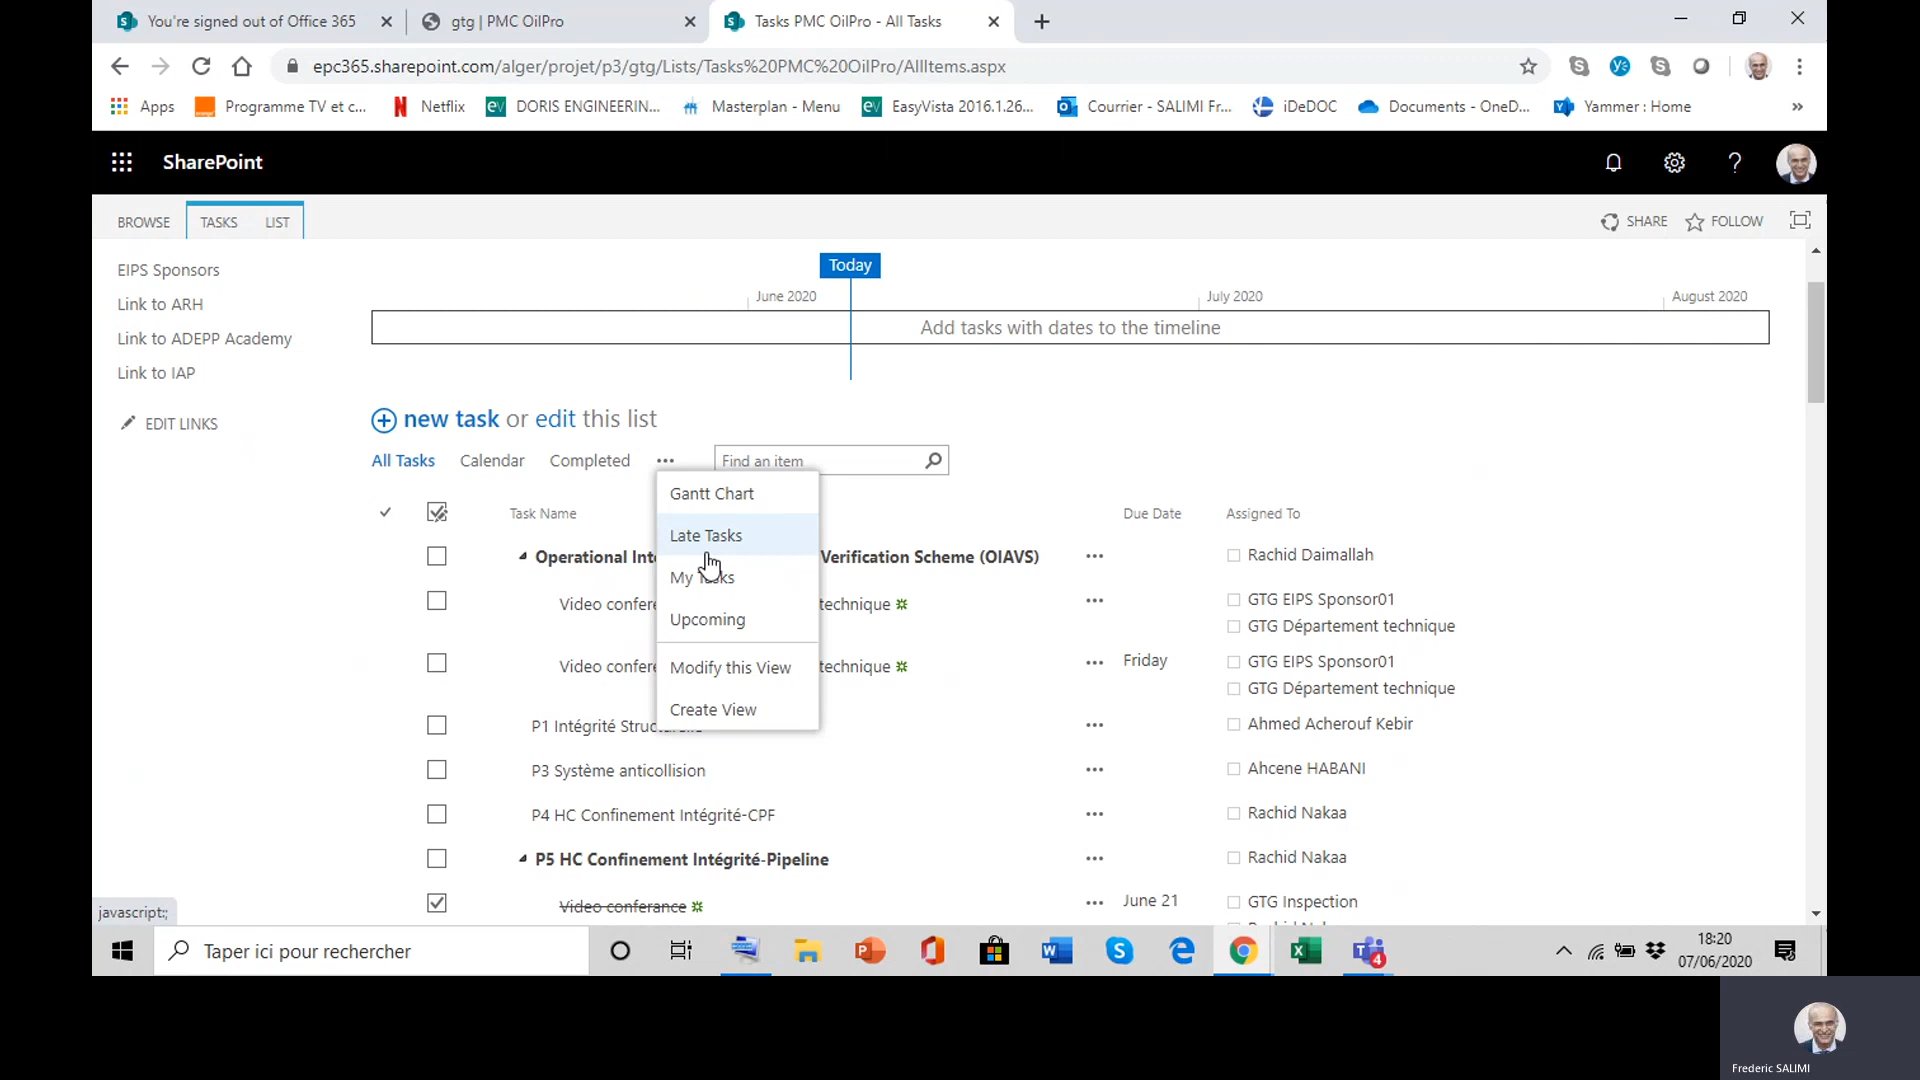 You're signed out of Office 365
gtg | PMC OilPro
Tasks PMC OilPro - All Tasks
epc365.sharepoint.com/alger/projet/p3/gtg/Lists/Tasks%20PMC%20OilPro/AllItems.aspx
Apps
Programme TV et c...
Netflix
DORIS ENGINEERIN...
Masterplan - Menu
EasyVista 2016.1.26...
Courrier - SALIMI Fr...
iDeDOC
Documents - OneD...
Yammer : Home
»
SharePoint
BROWSE
TASKS
LIST
SHARE
FOLLOW
EIPS Sponsors
Link to ARH
Link to ADEPP Academy
Link to IAP
EDIT LINKS
Today
June 2020
July 2020
August 2020
Add tasks with dates to the timeline
new task or edit this list
All Tasks
Calendar
Completed
Find an item
Gantt Chart
Late Tasks
My Tasks
Upcoming
Modify this View
Create View
Task Name
Due Date
Assigned To
Operational Verification Scheme (OIAVS)
Rachid Daimallah
Video technique
GTG EIPS Sponsor01
GTG Département technique
Video technique
Friday
GTG EIPS Sponsor01
GTG Département technique
P1 Intégrité
Ahmed Acherouf Kebir
P3 Système anticollision
Ahcene HABANI
P4 HC Confinement Intégrité-CPF
Rachid Nakaa
P5 HC Confinement Intégrité-Pipeline
Rachid Nakaa
Video conferance
June 21
GTG Inspection
javascript:;
Taper ici pour rechercher
4
18:20
07/06/2020
Frederic SALIMI